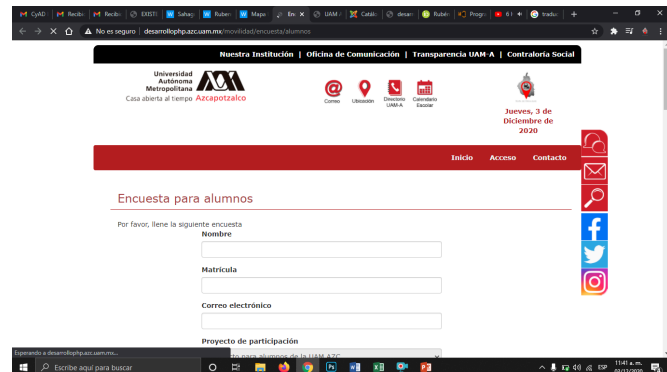 CyAD
Recib
Recib
EXISTI
Sahag
Ruben
Mapa
En
UAM /
Catálo
desarr
Rubén
Progra
tradu
No es seguro | desarrollophp.azc.uam.mx/movilidad/encuesta/alumnos
Nuestra Institución | Oficina de Comunicación | Transparencia UAM-A | Contraloría Social
Universidad
Autónoma
Metropolitana
Casa abierta al tiempo Azcapotzalco
Correo
Ubicación
Directorio
UAM-A
Calendario
Escolar
Jueves, 3 de
Diciembre de
2020
Inicio Acceso Contacto
Encuesta para alumnos
Por favor, llene la siguiente encuesta
Nombre
Matrícula
Correo electrónico
Proyecto de participación
para alumnos de la UAM AZC
Esperando a desarrollophp.azc.uam.mx...
Escribe aquí para buscar
ESP
11:41 a. m.